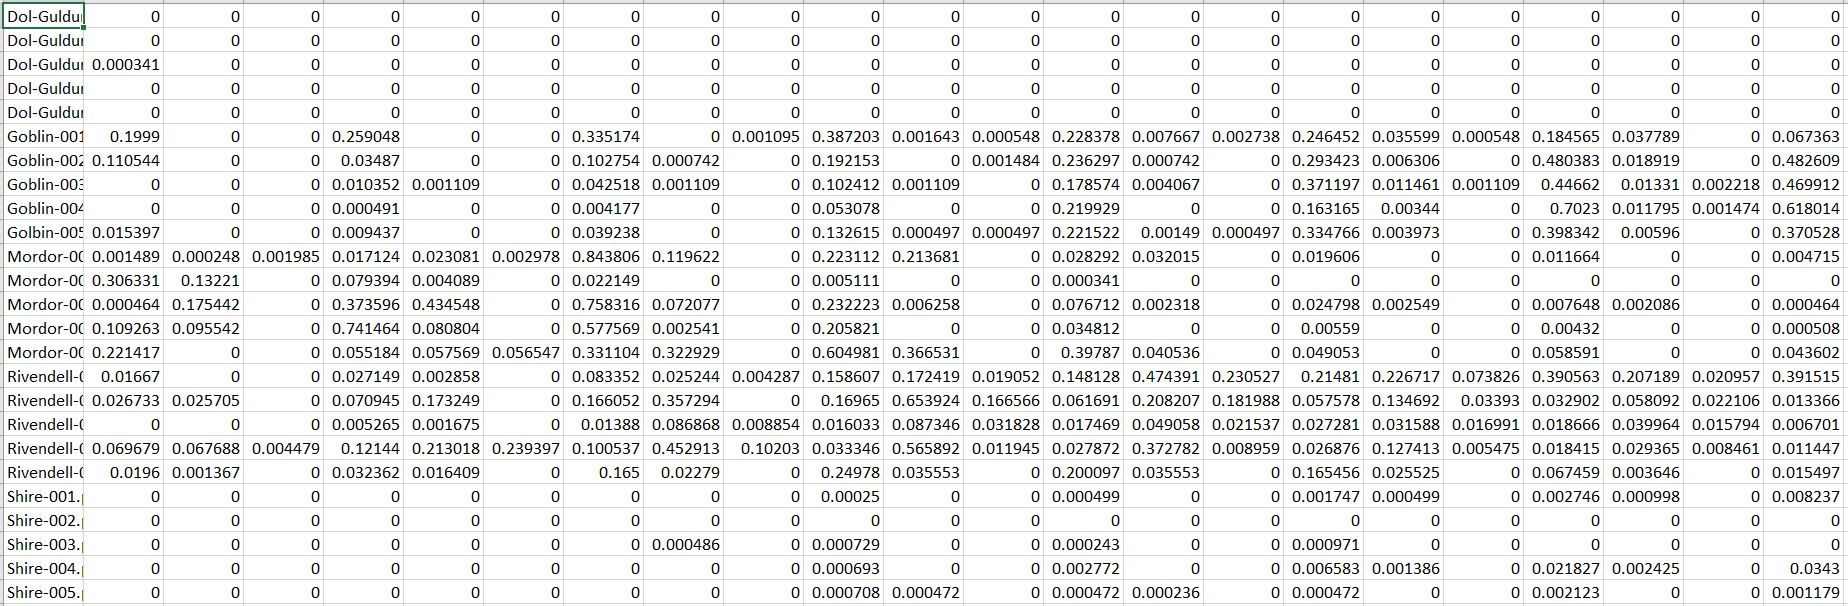 Dol-Guldu 0 0 0 0 0 0 0 0 0 0 0 0 0 0 0 0 0 0 0 0 0 0
Dol-Guldu 0 0 0 0 0 0 0 0 0 0 0 0 0 0 0 0 0 0 0 0 0 0
Dol-Guldu 0.000341 0 0 0 0 0 0 0 0 0 0 0 0 0 0 0 0 0 0 0 0 0
Dol-Guldu 0 0 0 0 0 0 0 0 0 0 0 0 0 0 0 0 0 0 0 0 0 0
Dol-Guldu 0 0 0 0 0 0 0 0 0 0 0 0 0 0 0 0 0 0 0 0 0 0
Goblin-001 0.1999 0 0 0.259048 0 0 0.335174 0 0.001095 0.387203 0.001643 0.000548 0.228378 0.007667 0.002738 0.246452 0.035599 0.000548 0.184565 0.037789 0 0.067363
Goblin-002 0.110544 0 0 0.03487 0 0 0.102754 0.000742 0 0.192153 0 0.001484 0.236297 0.000742 0 0.293423 0.006306 0 0.480383 0.018919 0 0.482609
Goblin-003 0 0 0 0.010352 0.001109 0 0.042518 0.001109 0 0.102412 0.001109 0 0.178574 0.004067 0 0.371197 0.011461 0.001109 0.44662 0.01331 0.002218 0.469912
Goblin-004 0 0 0 0.000491 0 0 0.004177 0 0 0.053078 0 0 0.219929 0 0 0.163165 0.00344 0 0.7023 0.011795 0.001474 0.618014
Golbin-005 0.015397 0 0 0.009437 0 0 0.039238 0 0 0.132615 0.000497 0.000497 0.221522 0.00149 0.000497 0.334766 0.003973 0 0.398342 0.00596 0 0.370528
Mordor-00 0.001489 0.000248 0.001985 0.017124 0.023081 0.002978 0.843806 0.119622 0 0.223112 0.213681 0 0.028292 0.032015 0 0.019606 0 0 0.011664 0 0 0.004715
Mordor-00 0.306331 0.13221 0 0.079394 0.004089 0 0.022149 0 0 0.005111 0 0 0.000341 0 0 0 0 0 0 0 0 0
Mordor-00 0.000464 0.175442 0 0.373596 0.434548 0 0.758316 0.072077 0 0.232223 0.006258 0 0.076712 0.002318 0 0.024798 0.002549 0 0.007648 0.002086 0 0.000464
Mordor-00 0.109263 0.095542 0 0.741464 0.080804 0 0.577569 0.002541 0 0.205821 0 0 0.034812 0 0 0.00559 0 0 0.00432 0 0 0.000508
Mordor-00 0.221417 0 0 0.055184 0.057569 0.056547 0.331104 0.322929 0 0.604981 0.366531 0 0.39787 0.040536 0 0.049053 0 0 0.058591 0 0 0.043602
Rivendell-0 0.01667 0 0 0.027149 0.002858 0 0.083352 0.025244 0.004287 0.158607 0.172419 0.019052 0.148128 0.474391 0.230527 0.21481 0.226717 0.073826 0.390563 0.207189 0.020957 0.391515
Rivendell-0 0.026733 0.025705 0 0.070945 0.173249 0 0.166052 0.357294 0 0.16965 0.653924 0.166566 0.061691 0.208207 0.181988 0.057578 0.134692 0.03393 0.032902 0.058092 0.022106 0.013366
Rivendell-0 0 0 0 0.005265 0.001675 0 0.01388 0.086868 0.008854 0.016033 0.087346 0.031828 0.017469 0.049058 0.021537 0.027281 0.031588 0.016991 0.018666 0.039964 0.015794 0.006701
Rivendell-0 0.069679 0.067688 0.004479 0.12144 0.213018 0.239397 0.100537 0.452913 0.10203 0.033346 0.565892 0.011945 0.027872 0.372782 0.008959 0.026876 0.127413 0.005475 0.018415 0.029365 0.008461 0.011447
Rivendell-0 0.0196 0.001367 0 0.032362 0.016409 0 0.165 0.02279 0 0.24978 0.035553 0 0.200097 0.035553 0 0.165456 0.025525 0 0.067459 0.003646 0 0.015497
Shire-001. 0 0 0 0 0 0 0 0 0 0.00025 0 0 0.000499 0 0 0.001747 0.000499 0 0.002746 0.000998 0 0.008237
Shire-002. 0 0 0 0 0 0 0 0 0 0 0 0 0 0 0 0 0 0 0 0 0 0
Shire-003. 0 0 0 0 0 0 0 0.000486 0 0.000729 0 0 0.000243 0 0 0.000971 0 0 0 0 0 0
Shire-004. 0 0 0 0 0 0 0 0 0 0.000693 0 0 0.002772 0 0 0.006583 0.001386 0 0.021827 0.002425 0 0.0343
Shire-005. 0 0 0 0 0 0 0 0 0 0.000708 0.000472 0 0.000472 0.000236 0 0.000472 0 0 0.002123 0 0 0.001179